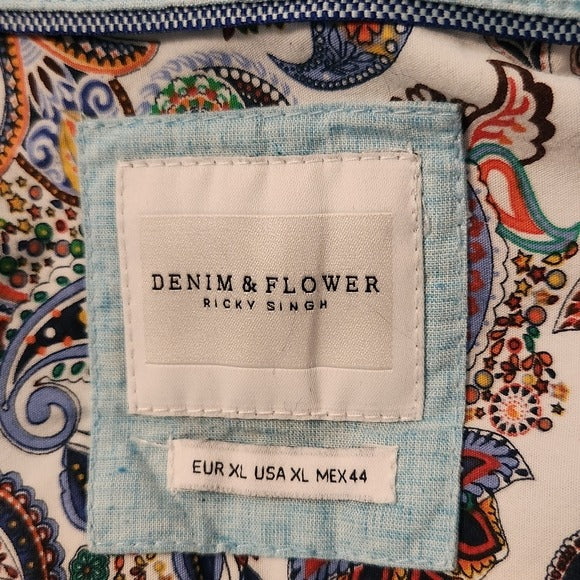 DENIM & FLOWER
RICKY SINGH
EUR XL USA XL MEX 44